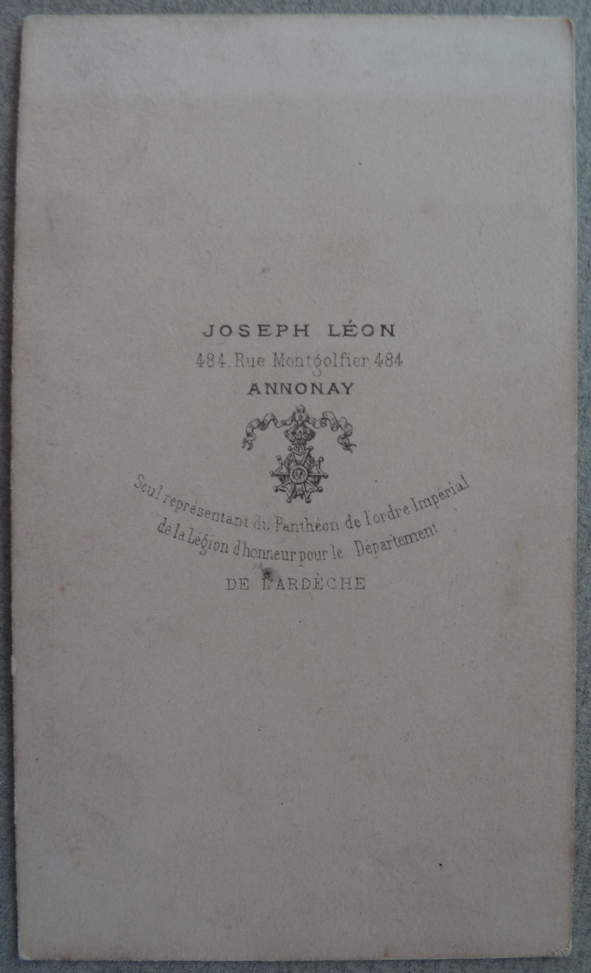 JOSEPH LÉON
484. Rue Montgolfier, 484
ANNONAY
Seul représentant du Panthéon de l'ordre Impérial
de la Légion d'honneur pour le Département
DE L'ARDÈCHE